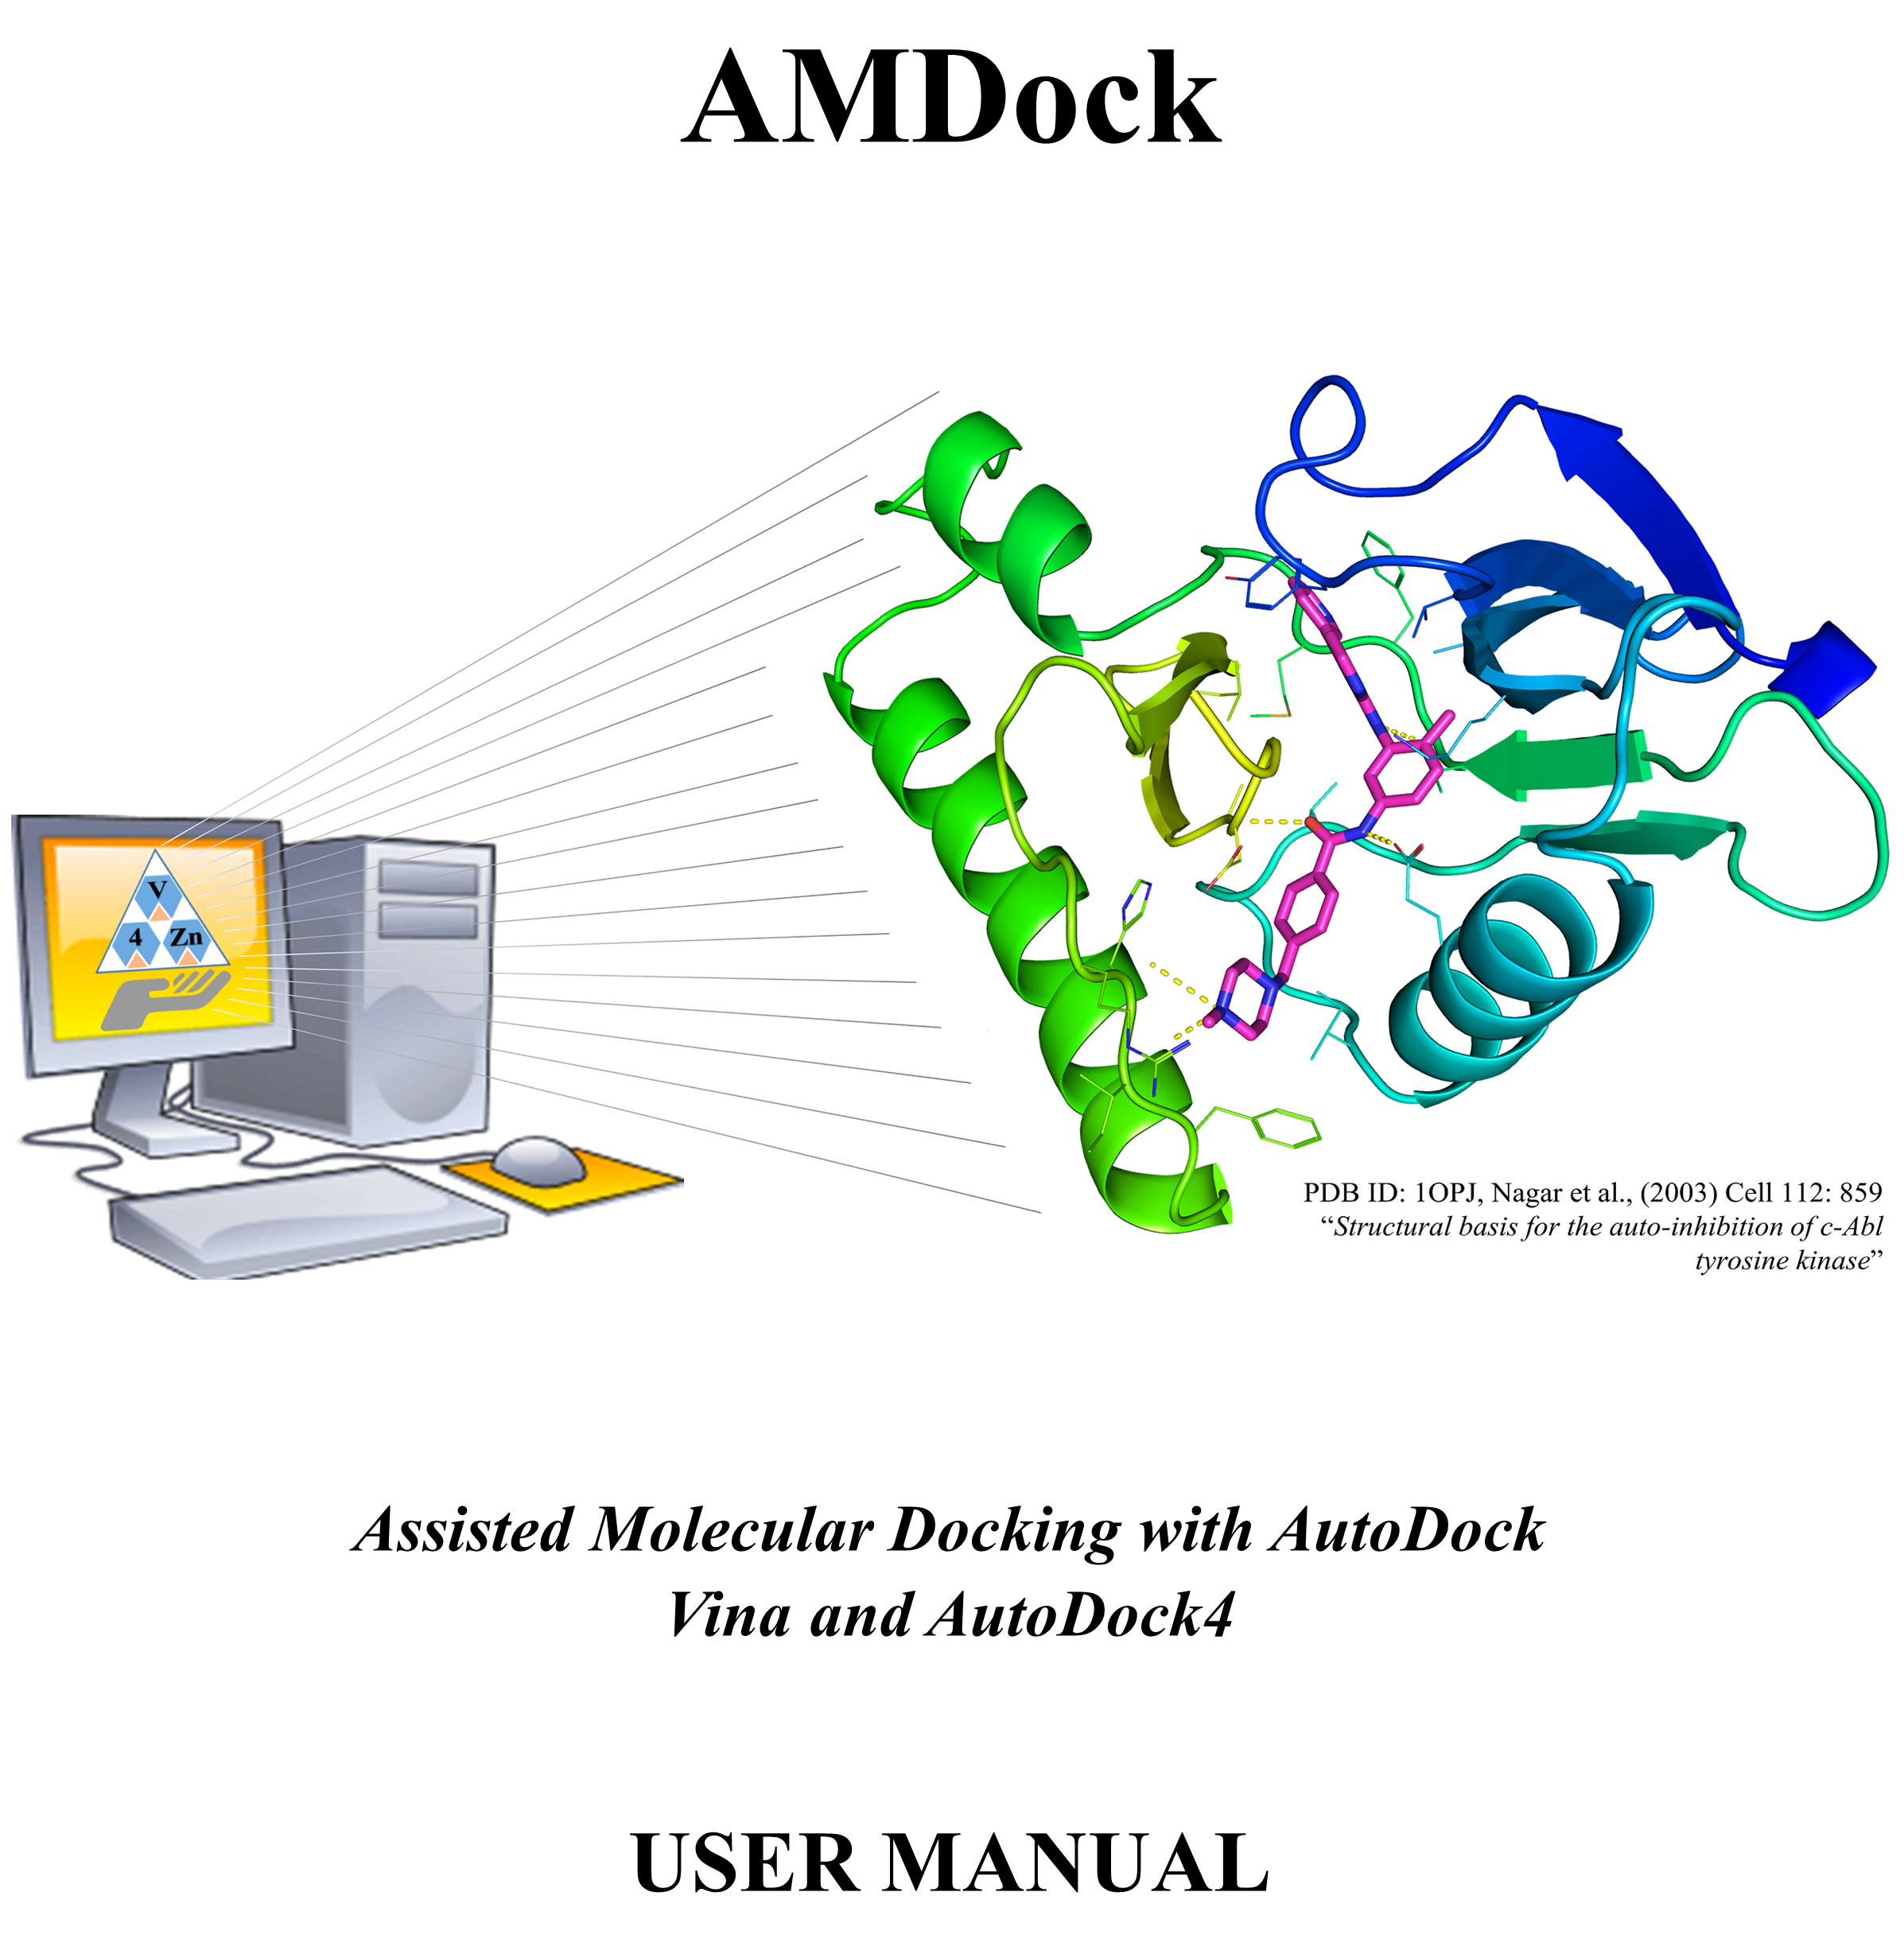 AMDock
V
4 Zn
PDB ID: 1OPJ, Nagar et al., (2003) Cell 112: 859
“Structural basis for the auto-inhibition of c-Abl
tyrosine kinase”
Assisted Molecular Docking with AutoDock
Vina and AutoDock4
USER MANUAL